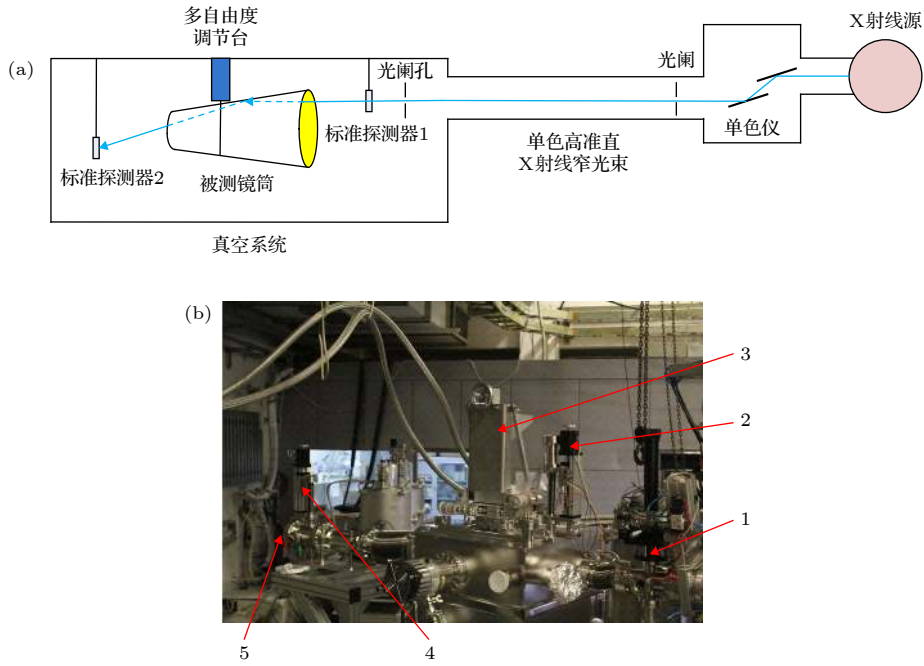 (a)
多自由度
调节台
X射线源
光阑孔
光阑
标准探测器1
单色仪
标准探测器2
被测镜筒
单色高准直
X射线窄光束
真空系统
(b)
3
2
1
5
4